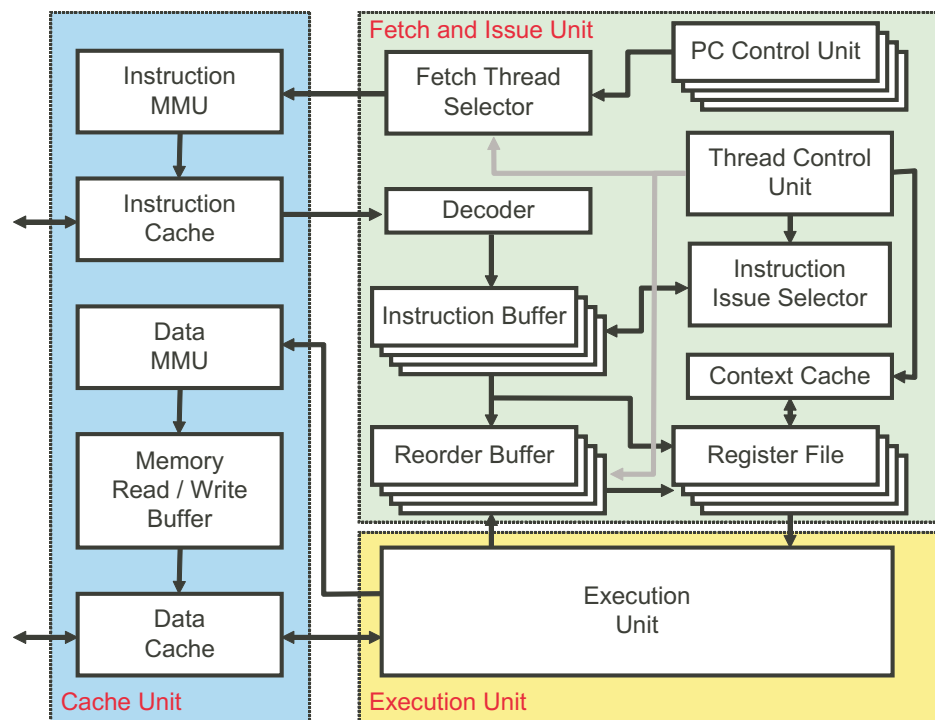 Fetch and Issue Unit
PC Control Unit
Instruction
MMU
Fetch Thread
Selector
Thread Control
Unit
Instruction
Cache
Decoder
Instruction
Issue Selector
Instruction Buffer
Data
MMU
Context Cache
Memory
Read / Write
Buffer
Reorder Buffer
Register File
Execution
Unit
Data
Cache
Cache Unit
Execution Unit